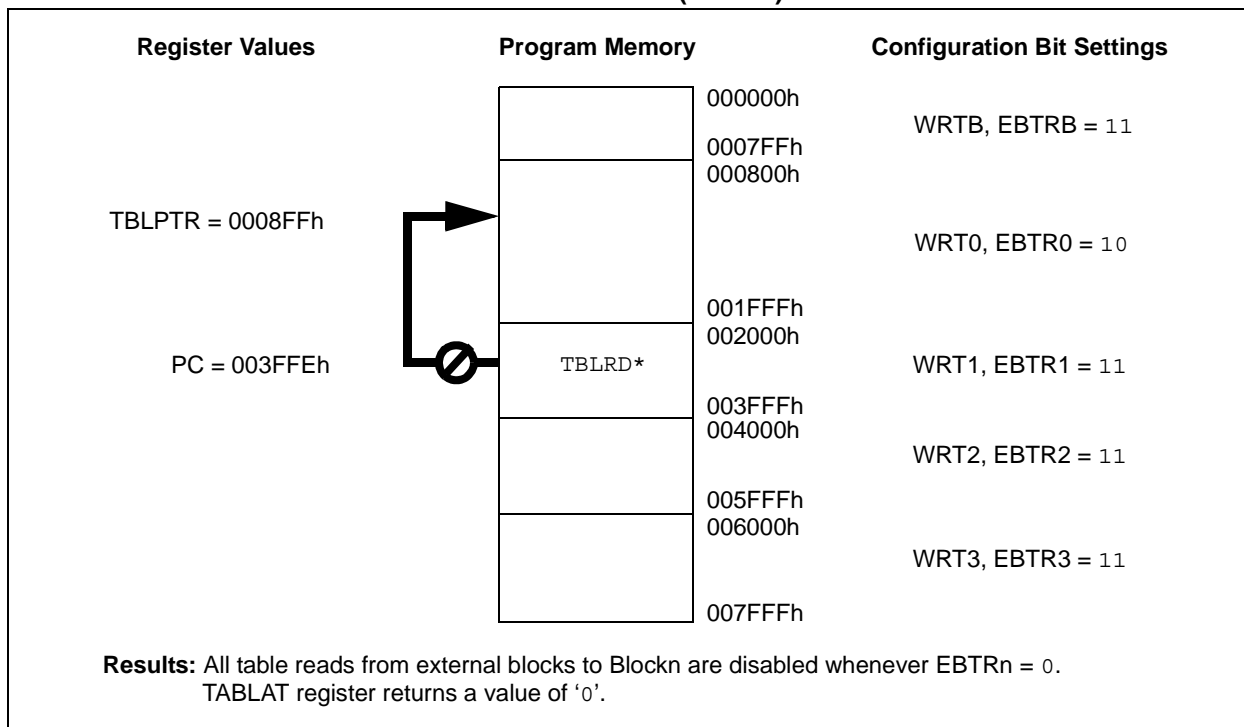 Register Values Program Memory Configuration Bit Settings
000000h
WRTB, EBTRB = 11
0007FFh
000800h
TBLPTR = 0008FFh
WRT0, EBTR0 = 10
001FFFh
002000h
PC = 003FFEh TBLRD* WRT1, EBTR1 = 11
003FFFh
004000h
WRT2, EBTR2 = 11
005FFFh
006000h
WRT3, EBTR3 = 11
007FFFh
Results: All table reads from external blocks to Blockn are disabled whenever EBTRn = 0.
TABLAT register returns a value of ‘0’.